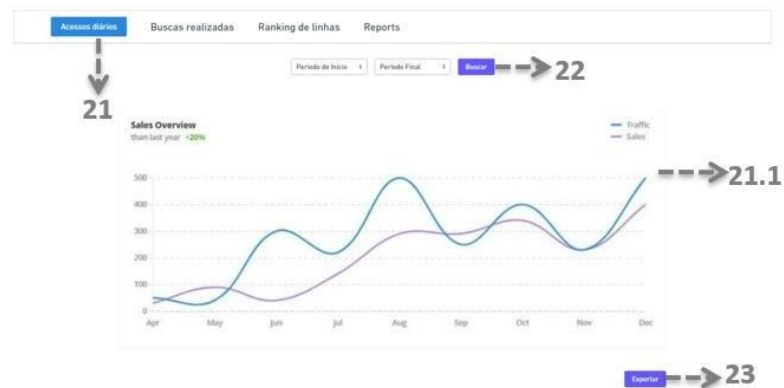 Acessos diários Buscas realizadas Ranking de linhas Reports
Período de Início Período Final Buscar 22
21
Sales Overview
than last year +20%
Traffic
Sales
21.1
500
400
300
200
100
0
Apr May Jun Jul Aug Sep Oct Nov Dec
Exportar 23